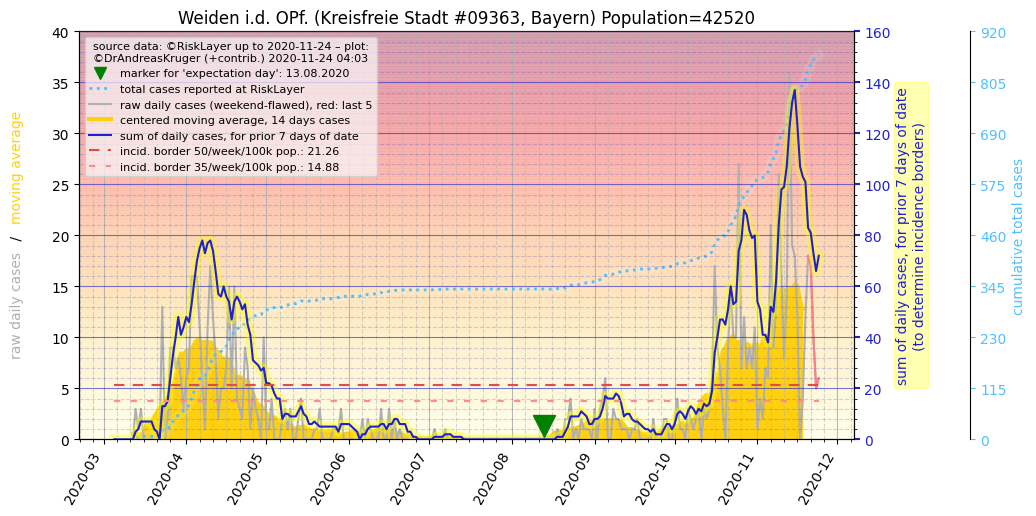 Weiden i.d. OPf. (Kreisfreie Stadt #09363, Bayern) Population=42520
source data: ©RiskLayer up to 2020-11-24 – plot:
©DrAndreasKruger (+contrib.) 2020-11-24 04:03
marker for 'expectation day': 13.08.2020
total cases reported at RiskLayer
raw daily cases (weekend-flawed), red: last 5
centered moving average, 14 days cases
sum of daily cases, for prior 7 days of date
incid. border 50/week/100k pop.: 21.26
incid. border 35/week/100k pop.: 14.88
raw daily cases / moving average
40
35
30
25
20
15
10
5
0
2020-03
2020-04
2020-05
2020-06
2020-07
2020-08
2020-09
2020-10
2020-11
2020-12
160
140
120
100
80
60
40
20
0
sum of daily cases, for prior 7 days of date
(to determine incidence borders)
920
805
690
575
460
345
230
115
0
cumulative total cases